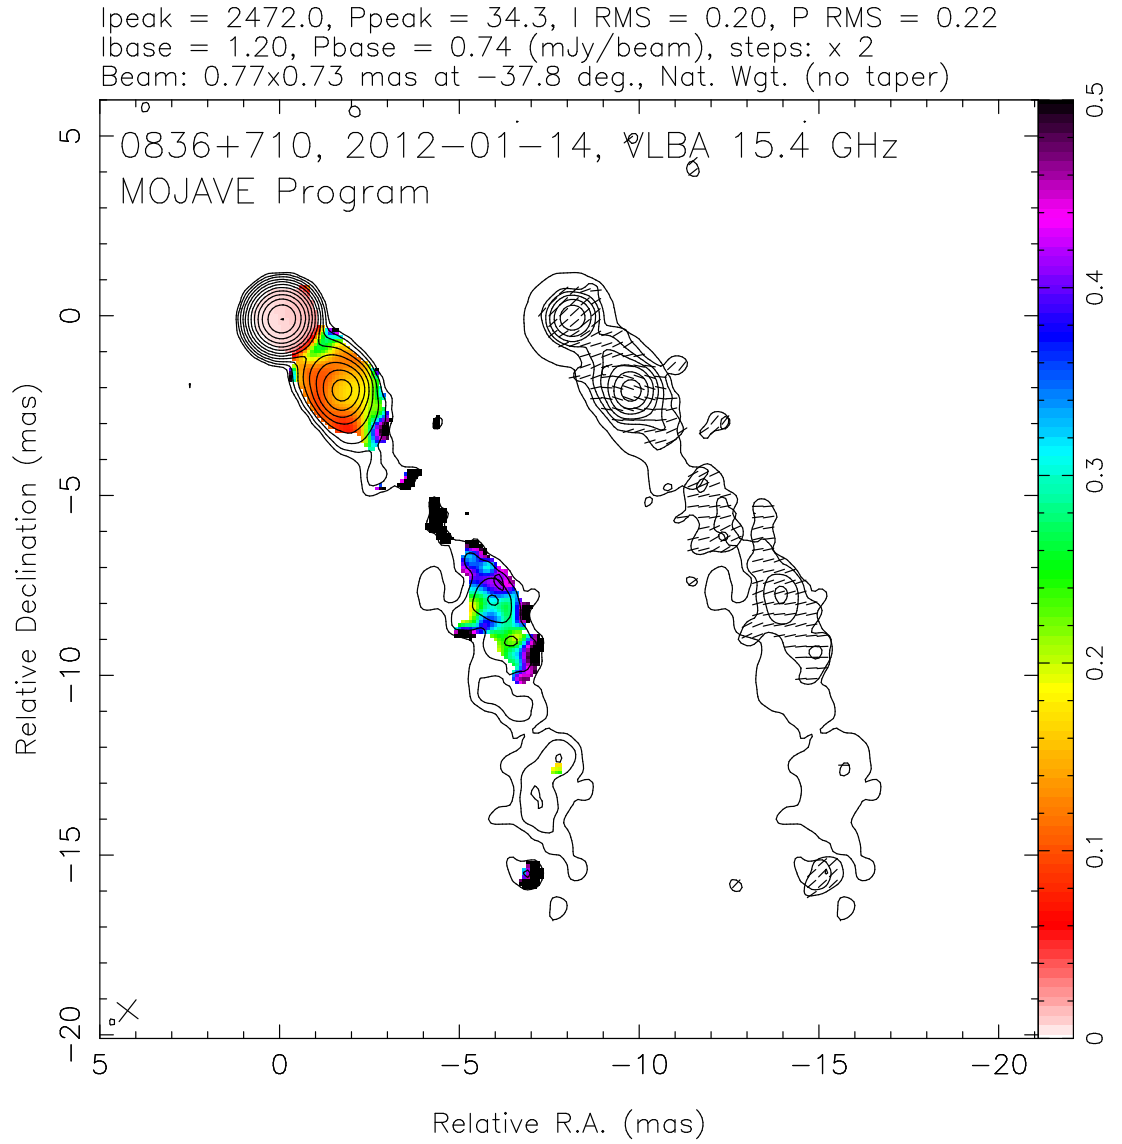 Ipeak = 2472.0, Ppeak = 34.3, I RMS = 0.20, P RMS = 0.22
Ibase = 1.20, Pbase = 0.74 (mJy/beam), steps: x 2
Beam: 0.77x0.73 mas at −37.8 deg., Nat. Wgt. (no taper)
0836+710, 2012−01−14, VLBA 15.4 GHz
MOJAVE Program
5
0
−5
−10
−15
−20
Relative Declination (mas)
5
0
−5
−10
−15
−20
Relative R.A. (mas)
0.5
0.4
0.3
0.2
0.1
0